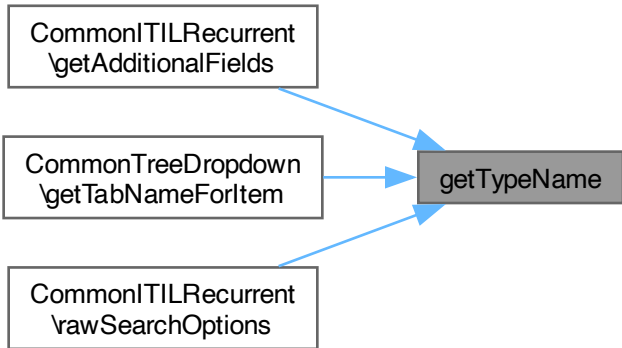 CommonITILRecurrent
\getAdditionalFields
CommonTreeDropdown
\getTabNameForItem
getTypeName
CommonITILRecurrent
\rawSearchOptions